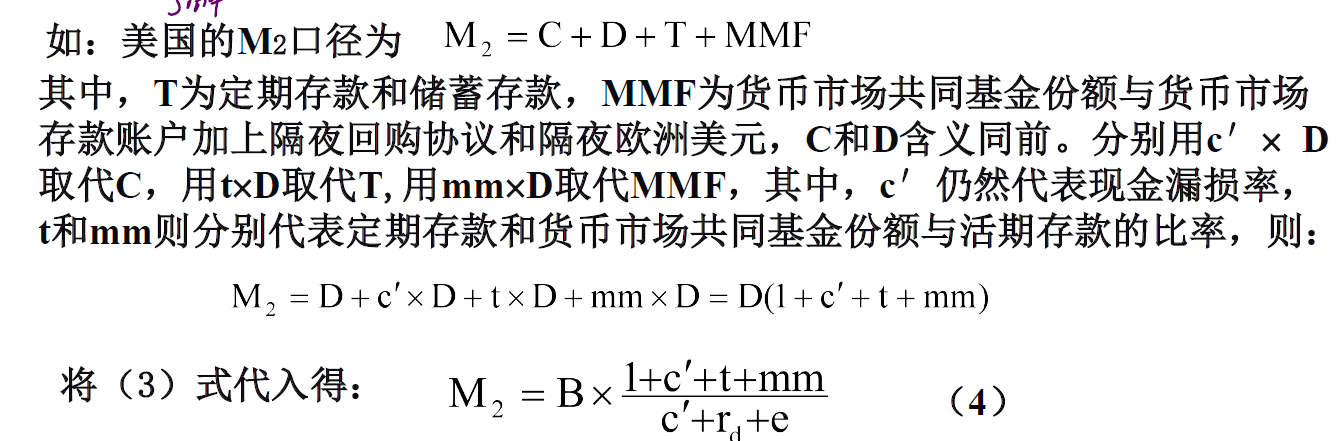 如：美国的M₂口径为 M₂ = C + D + T + MMF
其中，T为定期存款和储蓄存款，MMF为货币市场共同基金份额与货币市场
存款账户加上隔夜回购协议和隔夜欧洲美元，C和D含义同前。分别用c′ × D
取代C，用t×D取代T,用mm×D取代MMF，其中，c′ 仍然代表现金漏损率，
t和mm则分别代表定期存款和货币市场共同基金份额与活期存款的比率，则：
M₂ = D + c′ × D + t × D + mm × D = D(1 + c′ + t + mm)
将（3）式代入得： M₂ = B × (1+c′+t+mm)/(c′+r_d+e) （4）